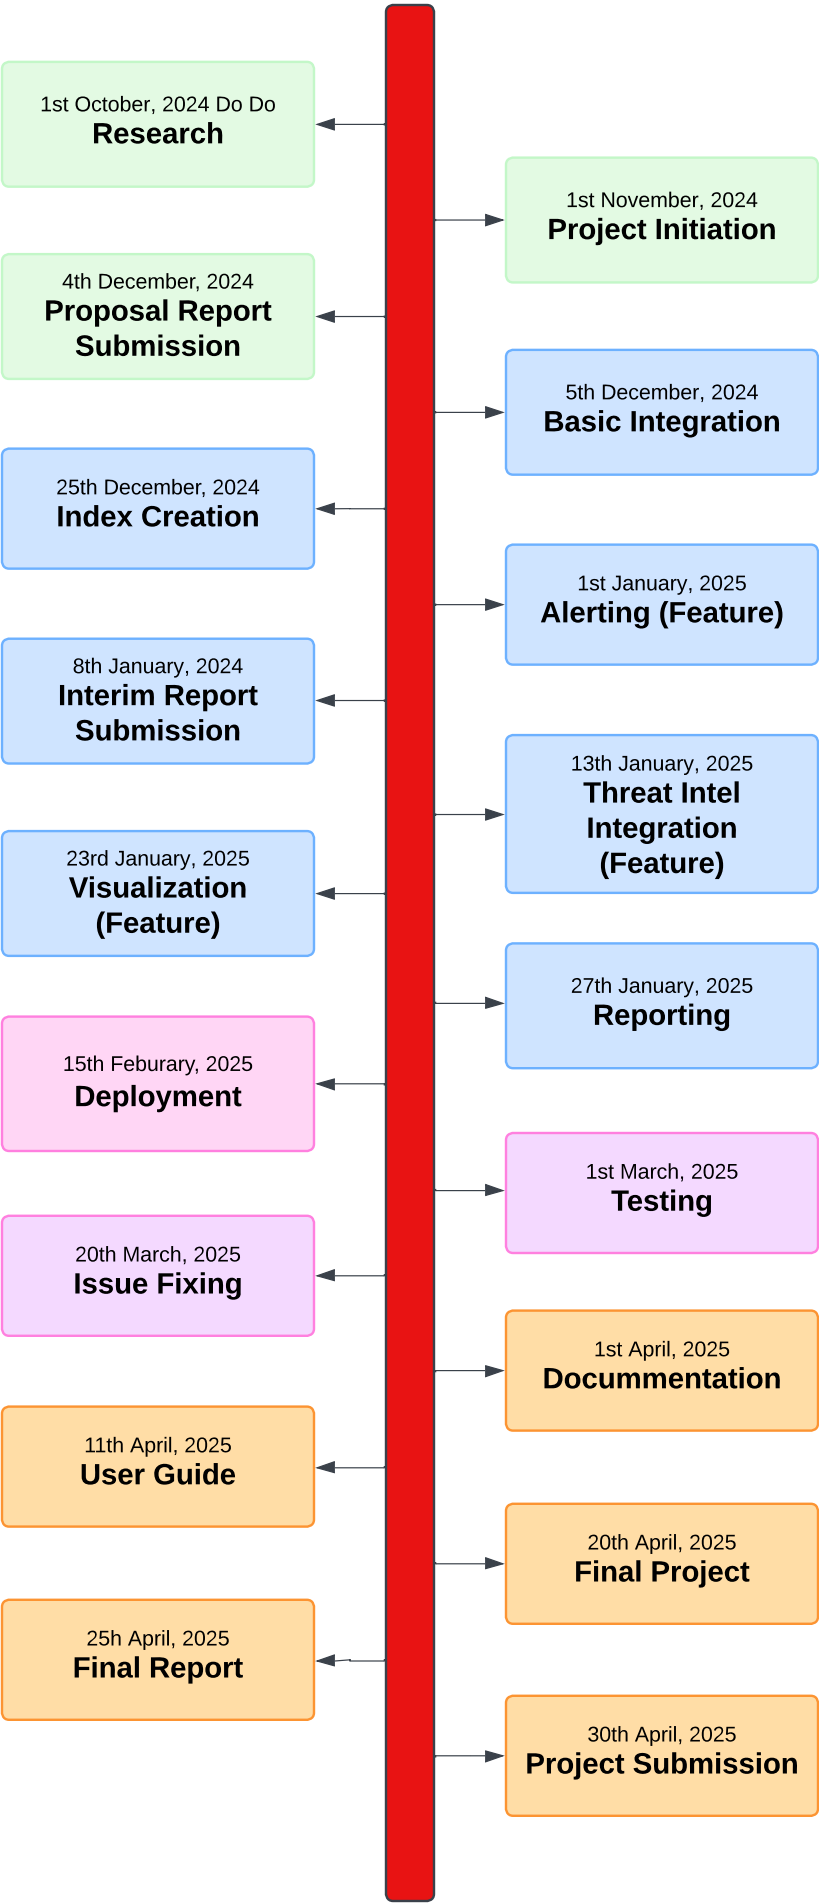 1st October, 2024 Do Do
Research
1st November, 2024
Project Initiation
4th December, 2024
Proposal Report
Submission
5th December, 2024
Basic Integration
25th December, 2024
Index Creation
1st January, 2025
Alerting (Feature)
8th January, 2024
Interim Report
Submission
13th January, 2025
Threat Intel
Integration
(Feature)
23rd January, 2025
Visualization
(Feature)
27th January, 2025
Reporting
15th Feburary, 2025
Deployment
1st March, 2025
Testing
20th March, 2025
Issue Fixing
1st April, 2025
Docummentation
11th April, 2025
User Guide
20th April, 2025
Final Project
25h April, 2025
Final Report
30th April, 2025
Project Submission